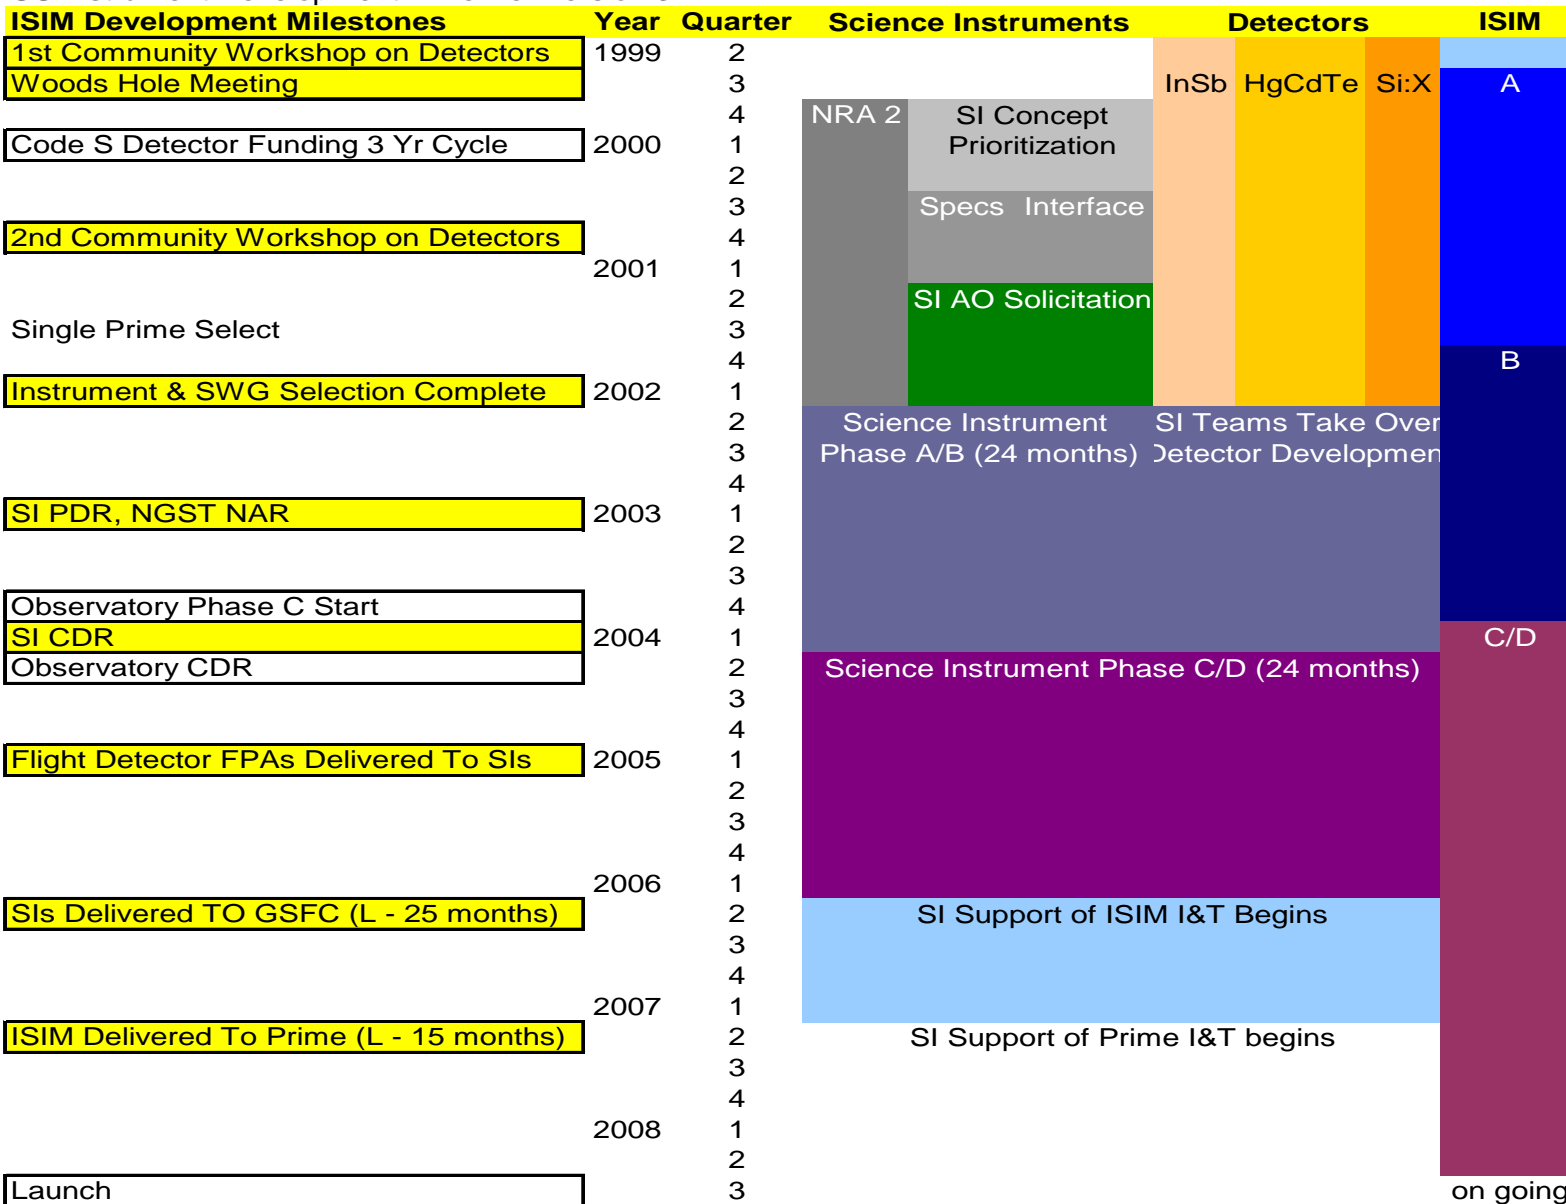 ISIM Development Milestones Year Quarter Science Instruments Detectors ISIM
1st Community Workshop on Detectors 1999 2
Woods Hole Meeting 3 InSb HgCdTe Si:X A
4 NRA 2 SI Concept
Code S Detector Funding 3 Yr Cycle 2000 1 Prioritization
2
3 Specs Interface
2nd Community Workshop on Detectors 4
2001 1
2 SI AO Solicitation
Single Prime Select 3
4 B
Instrument & SWG Selection Complete 2002 1
2 Science Instrument SI Teams Take Over
3 Phase A/B (24 months) Detector Developmen
4
SI PDR, NGST NAR 2003 1
2
3
Observatory Phase C Start 4
SI CDR 2004 1 C/D
Observatory CDR 2 Science Instrument Phase C/D (24 months)
3
4
Flight Detector FPAs Delivered To SIs 2005 1
2
3
4
2006 1
SIs Delivered TO GSFC (L - 25 months) 2 SI Support of ISIM I&T Begins
3
4
2007 1
ISIM Delivered To Prime (L - 15 months) 2 SI Support of Prime I&T begins
3
4
2008 1
2
Launch 3 on going